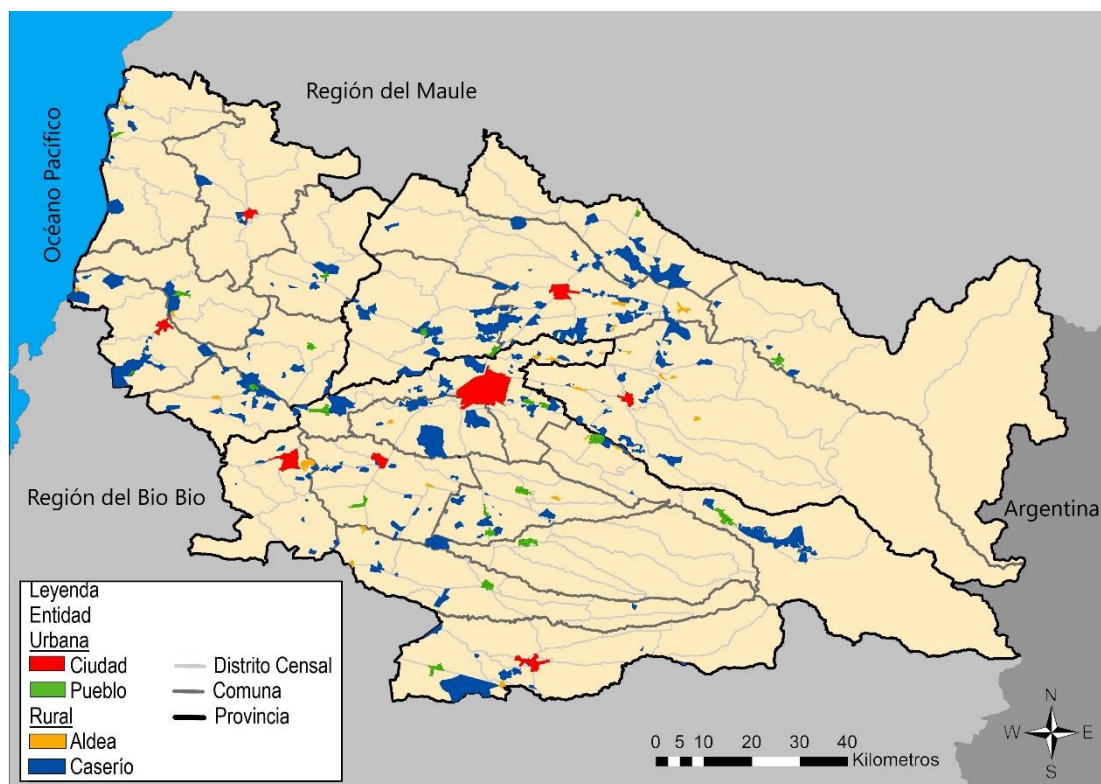 Región del Maule
Océano Pacífico
Región del Bio Bio
Argentina
Leyenda
Entidad
Urbana
Ciudad
Pueblo
Rural
Aldea
Caserío
Distrito Censal
Comuna
Provincia
0 5 10 20 30 40
Kilometros
N
W E
S